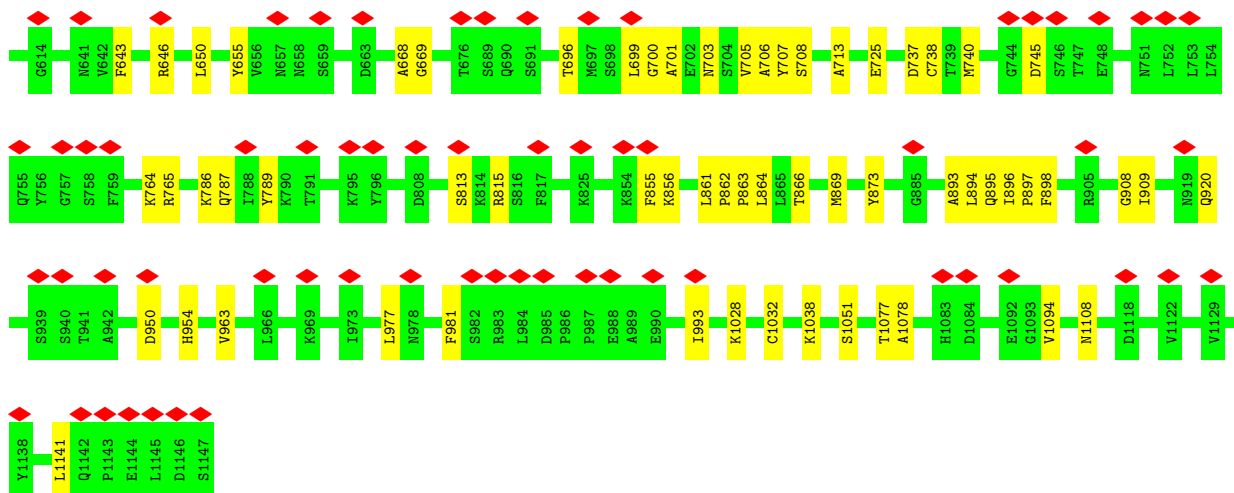 G614 N641 V642 F643 R646 L650 Y655 V656 N657 N658 S659 D663 A668 G669 T676 S689 Q690 S691 T696 M697 S698 L699 G700 A701 E702 N703 S704 V705 A706 Y707 S708 A713 E725 D737 C738 T739 M740 G744 D745 S746 T747 E748 N751 L752 L753 L754
Q755 Y756 G757 S758 F759 K764 R765 K786 Q787 I788 Y789 K790 T791 K795 Y796 D808 S813 K814 R815 S816 F817 K825 K854 F855 K856 L861 P862 P863 L864 L865 T866 M869 Y873 G885 A893 L894 Q895 I896 P897 F898 R905 G908 I909 N919 Q920
S939 S940 T941 A942 D950 H954 V963 L966 K969 I973 L977 N978 F981 S982 R983 L984 D985 P986 P987 E988 A989 E990 I993 K1028 C1032 K1038 S1051 T1077 A1078 H1083 D1084 E1092 G1093 V1094 N1108 D1118 V1122 V1129
Y1138 L1141 Q1142 P1143 E1144 L1145 D1146 S1147